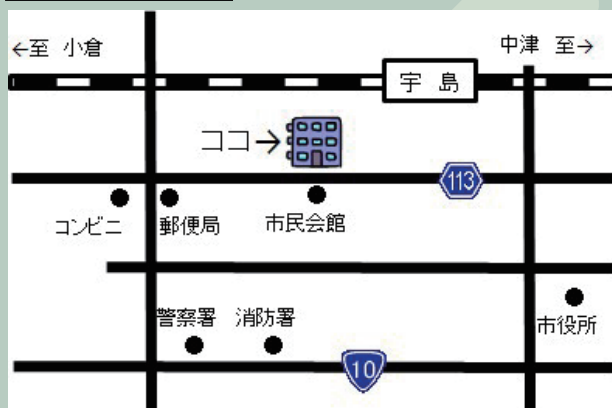 ←至 小倉
中津 至→
宇 島
ココ→
113
コンビニ
郵便局
市民会館
警察署
消防署
市役所
10